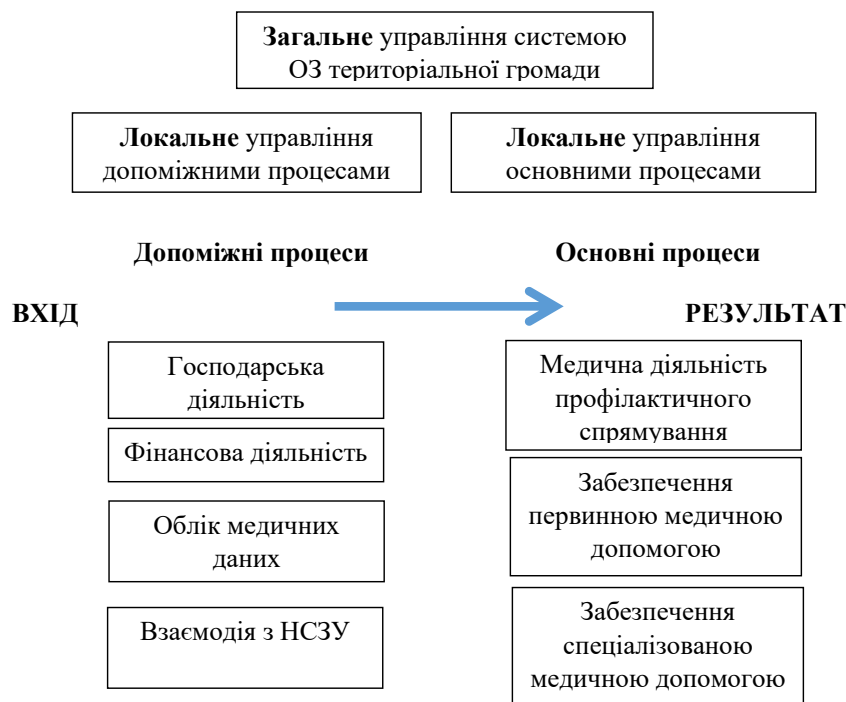 Загальне управління системою
ОЗ територіальної громади
Локальне управління
допоміжними процесами
Локальне управління
основними процесами
Допоміжні процеси
Основні процеси
ВХІД
РЕЗУЛЬТАТ
Господарська
діяльність
Фінансова діяльність
Облік медичних
даних
Взаємодія з НСЗУ
Медична діяльність
профілактичного
спрямування
Забезпечення
первинною медичною
допомогою
Забезпечення
спеціалізованою
медичною допомогою